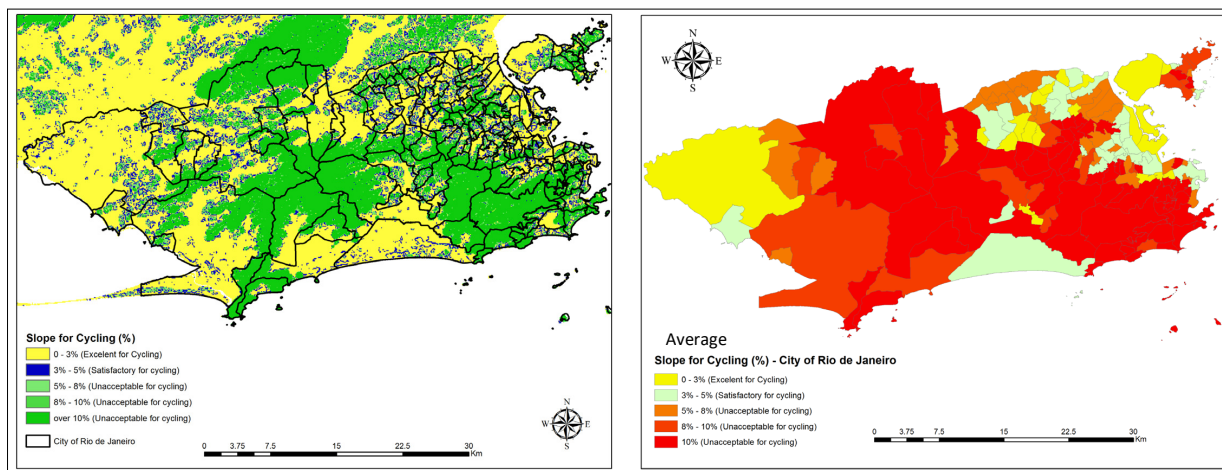 Slope for Cycling (%)
0 - 3% (Excelent for Cycling)
3% - 5% (Satisfactory for cycling)
5% - 8% (Unacceptable for cycling)
8% - 10% (Unacceptable for cycling)
over 10% (Unacceptable for cycling)
City of Rio de Janeiro
N
W E
S
0 3.75 7.5 15 22.5 30
Km
N
W E
S
Average
Slope for Cycling (%) - City of Rio de Janeiro
0 - 3% (Excelent for Cycling)
3% - 5% (Satisfactory for cycling)
5% - 8% (Unacceptable for cycling)
8% - 10% (Unacceptable for cycling)
10% (Unacceptable for cycling)
0 3.75 7.5 15 22.5 30
Km